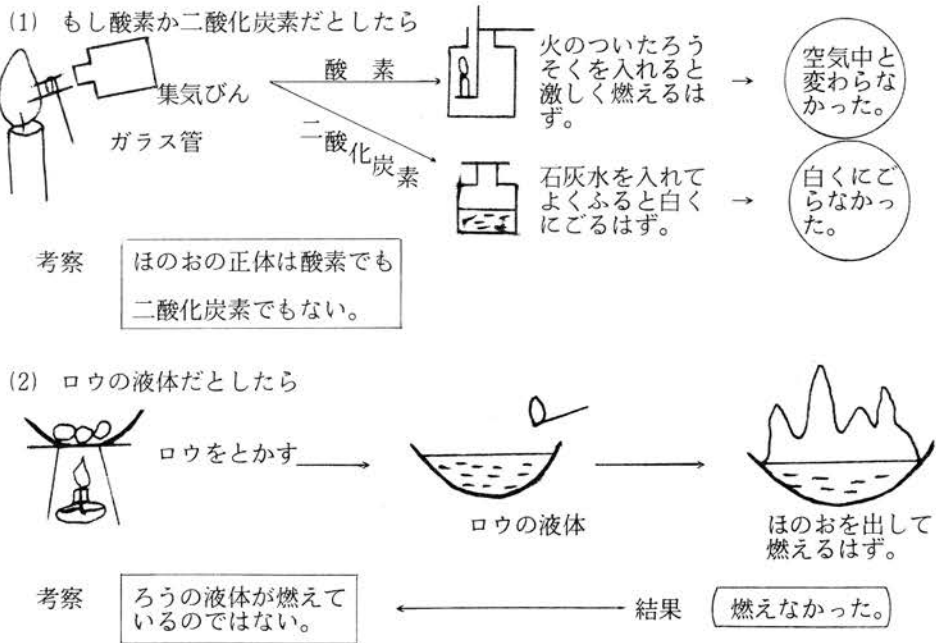 (1) もし酸素か二酸化炭素だとしたら
集気びん
ガラス管
酸素
二酸化炭素
火のついたろう
そくを入れると
激しく燃えるは
ず。
空気中と
変わらな
かった。
石灰水を入れて
よくふると白く
にごるはず。
白くにご
らなかっ
た。
考察
ほのおの正体は酸素でも
二酸化炭素でもない。
(2) ロウの液体だとしたら
ロウをとかす
ロウの液体
ほのおを出して
燃えるはず。
考察
ろうの液体が燃えて
いるのではない。
結果
燃えなかった。